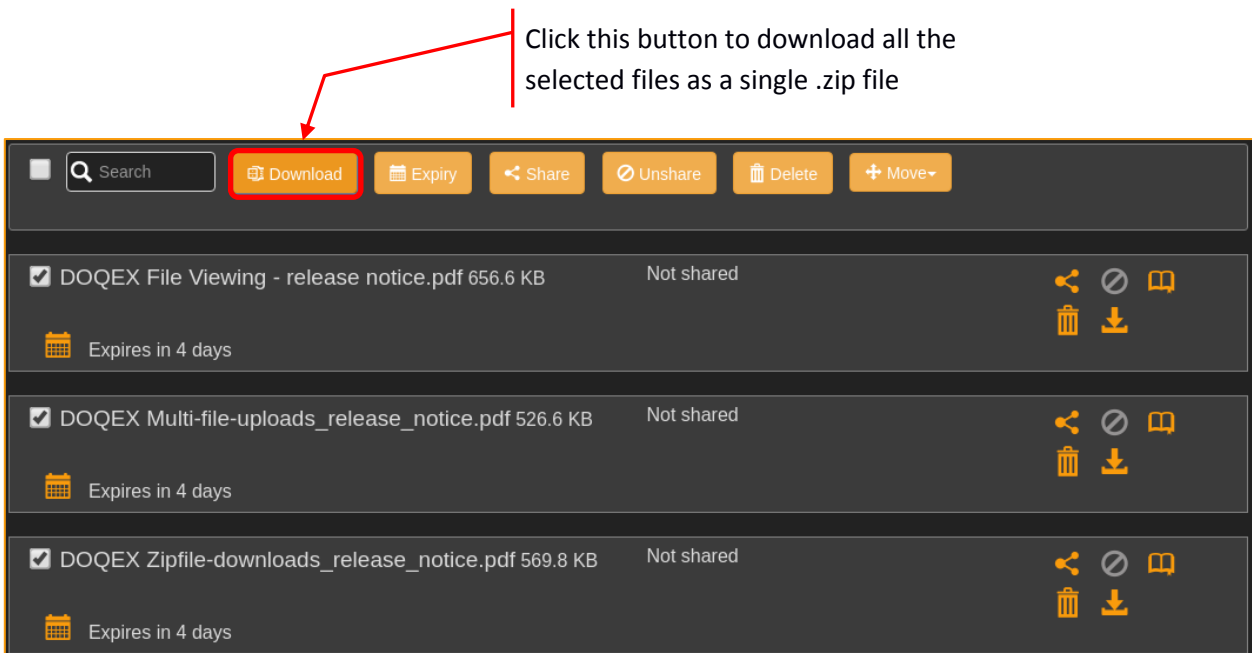 Click this button to download all the
selected files as a single .zip file
Search Download Expiry Share Unshare Delete Move
DOQEX File Viewing - release notice.pdf 656.6 KB Not shared
Expires in 4 days
DOQEX Multi-file-uploads_release_notice.pdf 526.6 KB Not shared
Expires in 4 days
DOQEX Zipfile-downloads_release_notice.pdf 569.8 KB Not shared
Expires in 4 days